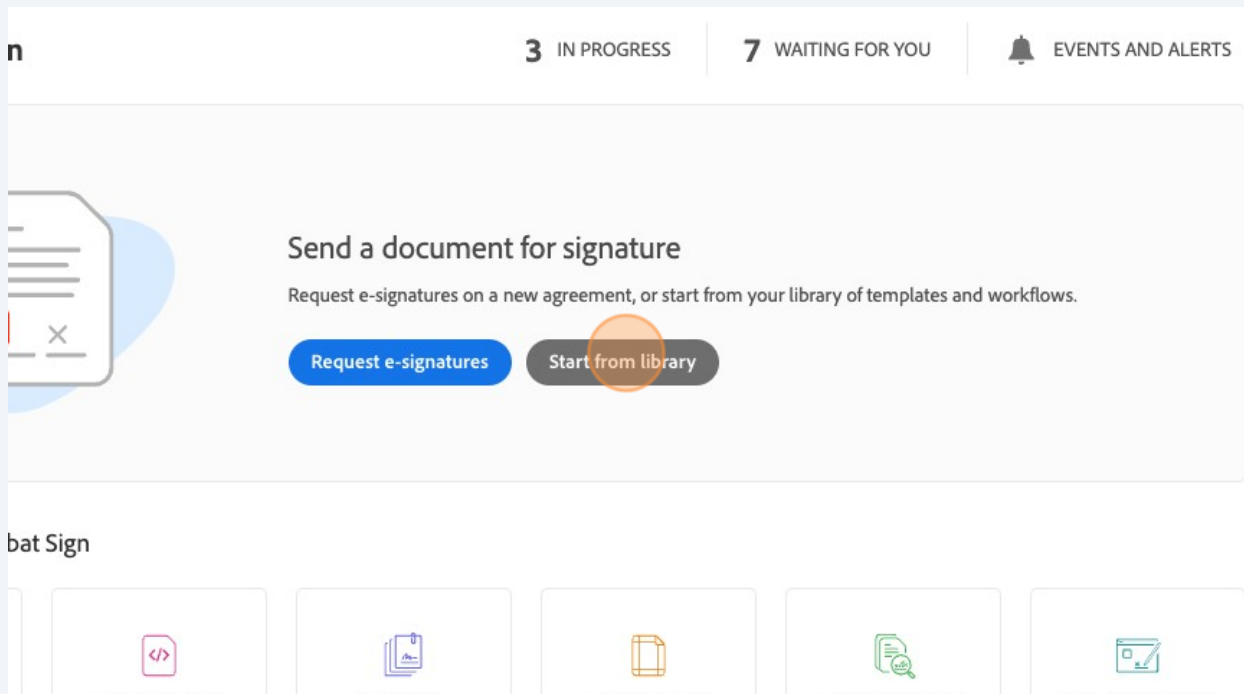 n
3 IN PROGRESS
7 WAITING FOR YOU
EVENTS AND ALERTS
Send a document for signature
Request e-signatures on a new agreement, or start from your library of templates and workflows.
Request e-signatures
Start from library
bat Sign